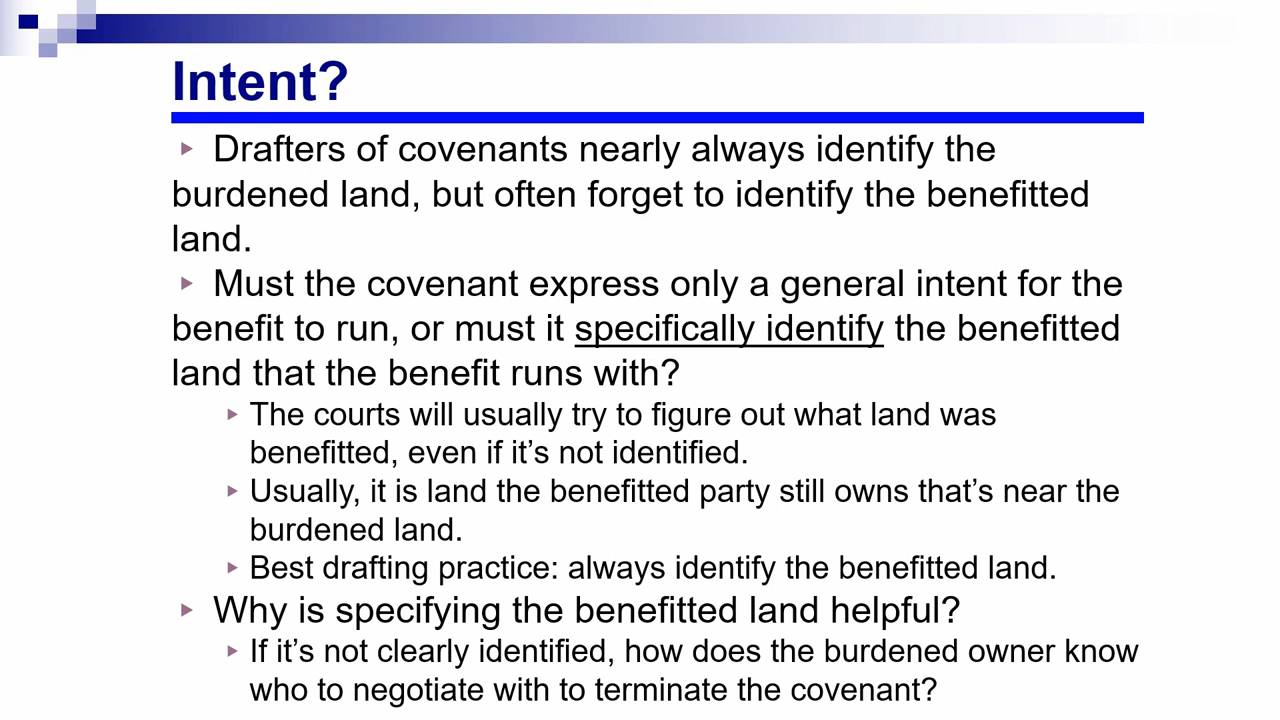 Intent?
▸ Drafters of covenants nearly always identify the
burdened land, but often forget to identify the benefitted
land.
▸ Must the covenant express only a general intent for the
benefit to run, or must it specifically identify the benefitted
land that the benefit runs with?
▸ The courts will usually try to figure out what land was
benefitted, even if it’s not identified.
▸ Usually, it is land the benefitted party still owns that’s near the
burdened land.
▸ Best drafting practice: always identify the benefitted land.
▸ Why is specifying the benefitted land helpful?
▸ If it’s not clearly identified, how does the burdened owner know
who to negotiate with to terminate the covenant?